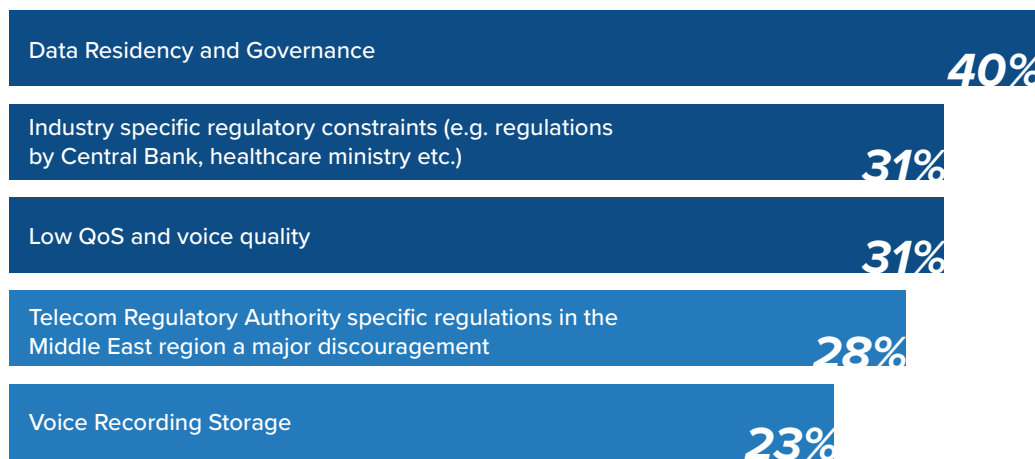 Data Residency and Governance
40%
Industry specific regulatory constraints (e.g. regulations
by Central Bank, healthcare ministry etc.)
31%
Low QoS and voice quality
31%
Telecom Regulatory Authority specific regulations in the
Middle East region a major discouragement
28%
Voice Recording Storage
23%